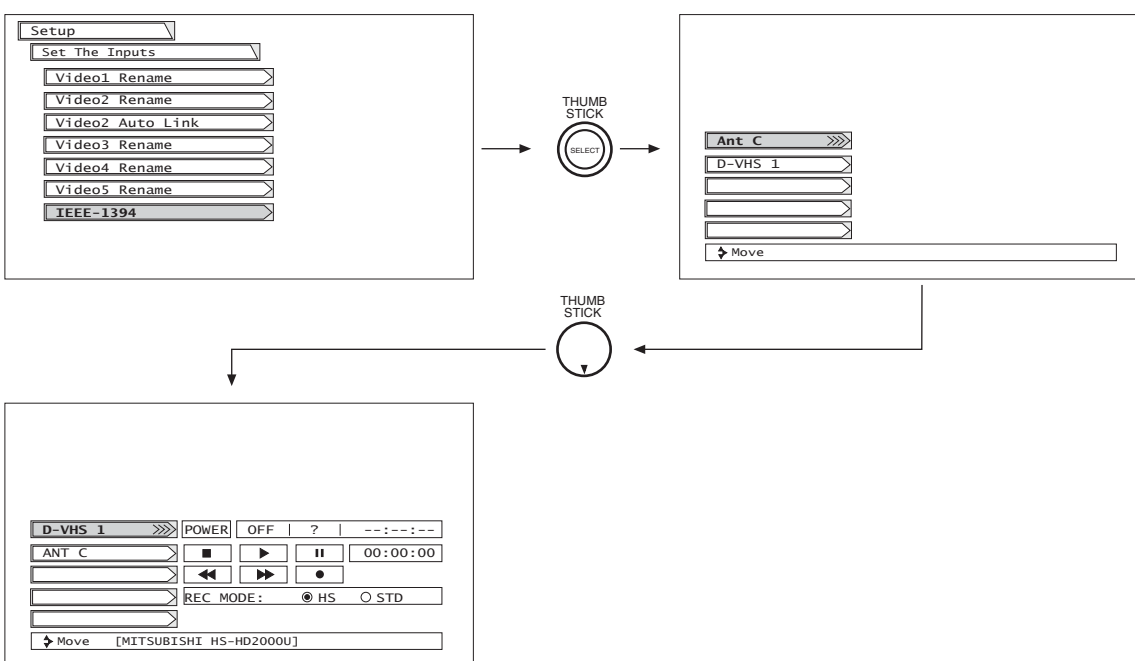 Setup
Set The Inputs
Video1 Rename
Video2 Rename
Video2 Auto Link
Video3 Rename
Video4 Rename
Video5 Rename
IEEE-1394
THUMB
STICK
SELECT
Ant C
D-VHS 1
Move
THUMB
STICK
D-VHS 1 POWER OFF | ? | --:--:--
ANT C 00:00:00
REC MODE: HS STD
Move [MITSUBISHI HS-HD2000U]